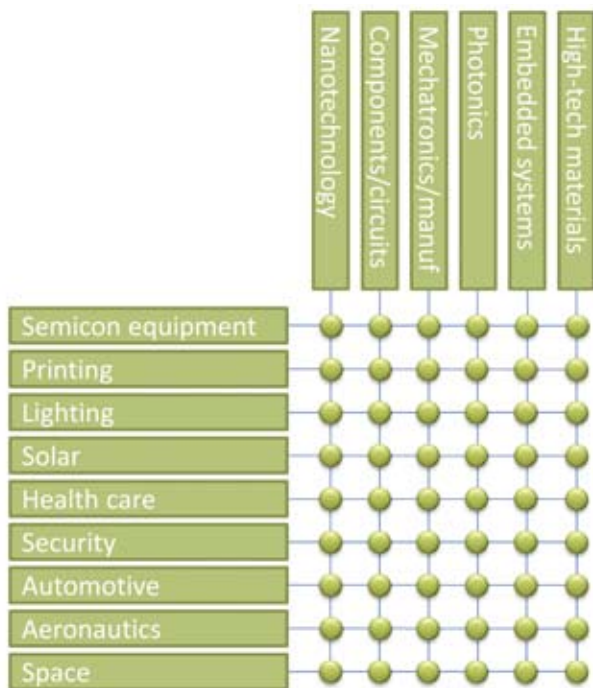 Nanotechnology
Components/circuits
Mechatronics/manuf
Photonics
Embedded systems
High-tech materials
Semicon equipment
Printing
Lighting
Solar
Health care
Security
Automotive
Aeronautics
Space